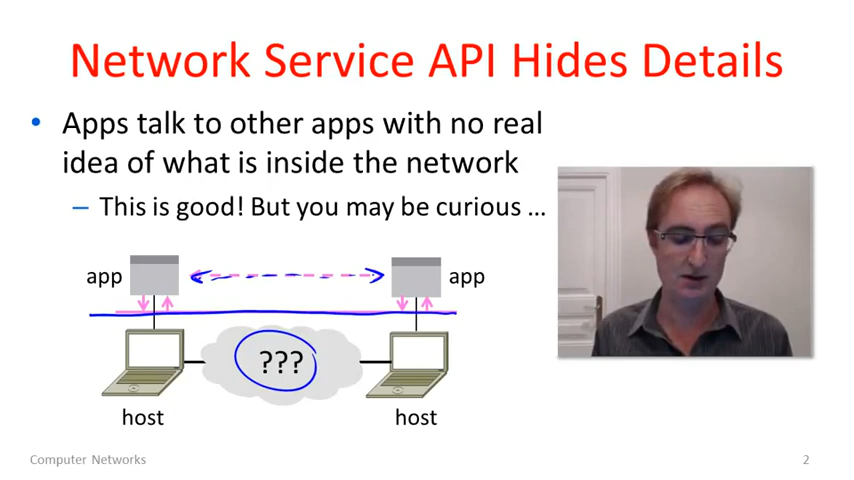 Network Service API Hides Details
• Apps talk to other apps with no real
idea of what is inside the network
– This is good! But you may be curious …
app
app
???
host
host
Computer Networks
2